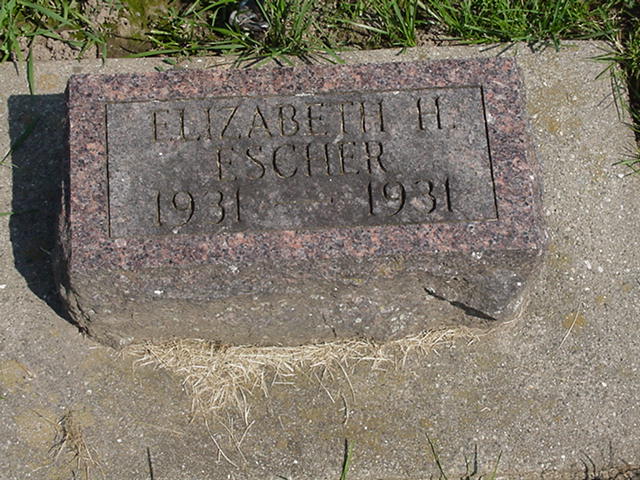 ELIZABETH H.
ESCHER
1931 1931